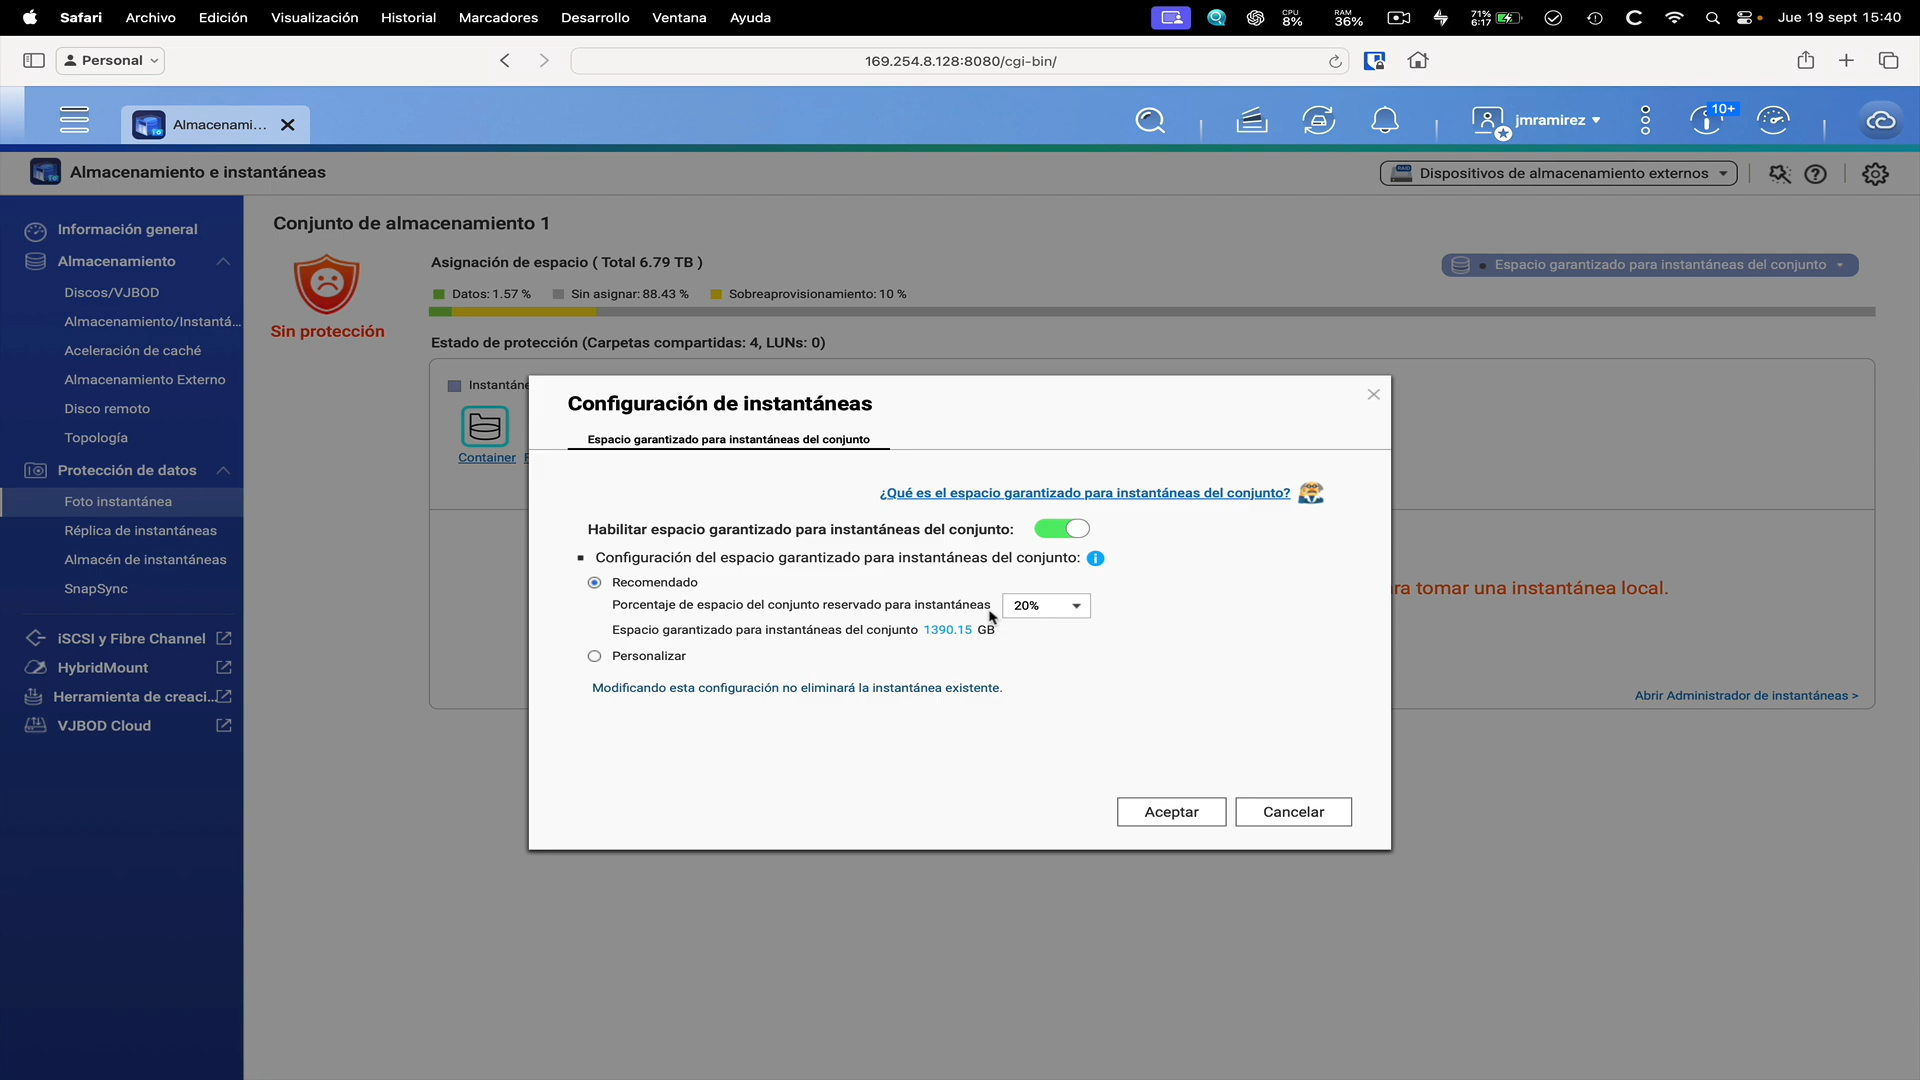 Safari Archivo Edición Visualización Historial Marcadores Desarrollo Ventana Ayuda
CPU 8% RAM 36% 71% 6:17 Jue 19 sept 15:40
Personal
169.254.8.128:8080/cgi-bin/
Almacenami...
jmramirez
10+
Almacenamiento e instantáneas
Dispositivos de almacenamiento externos
Información general
Almacenamiento
Discos/VJBOD
Almacenamiento/Instantá...
Aceleración de caché
Almacenamiento Externo
Disco remoto
Topología
Protección de datos
Foto instantánea
Réplica de instantáneas
Almacén de instantáneas
SnapSync
iSCSI y Fibre Channel
HybridMount
Herramienta de creaci...
VJBOD Cloud
Conjunto de almacenamiento 1
Sin protección
Asignación de espacio ( Total 6.79 TB )
Espacio garantizado para instantáneas del conjunto
Datos: 1.57 % Sin asignar: 88.43 % Sobreaprovisionamiento: 10 %
Estado de protección (Carpetas compartidas: 4, LUNs: 0)
Instantáne
Container
ra tomar una instantánea local.
Abrir Administrador de instantáneas >
Configuración de instantáneas
Espacio garantizado para instantáneas del conjunto
¿Qué es el espacio garantizado para instantáneas del conjunto?
Habilitar espacio garantizado para instantáneas del conjunto:
Configuración del espacio garantizado para instantáneas del conjunto:
Recomendado
Porcentaje de espacio del conjunto reservado para instantáneas 20%
Espacio garantizado para instantáneas del conjunto 1390.15 GB
Personalizar
Modificando esta configuración no eliminará la instantánea existente.
Aceptar Cancelar